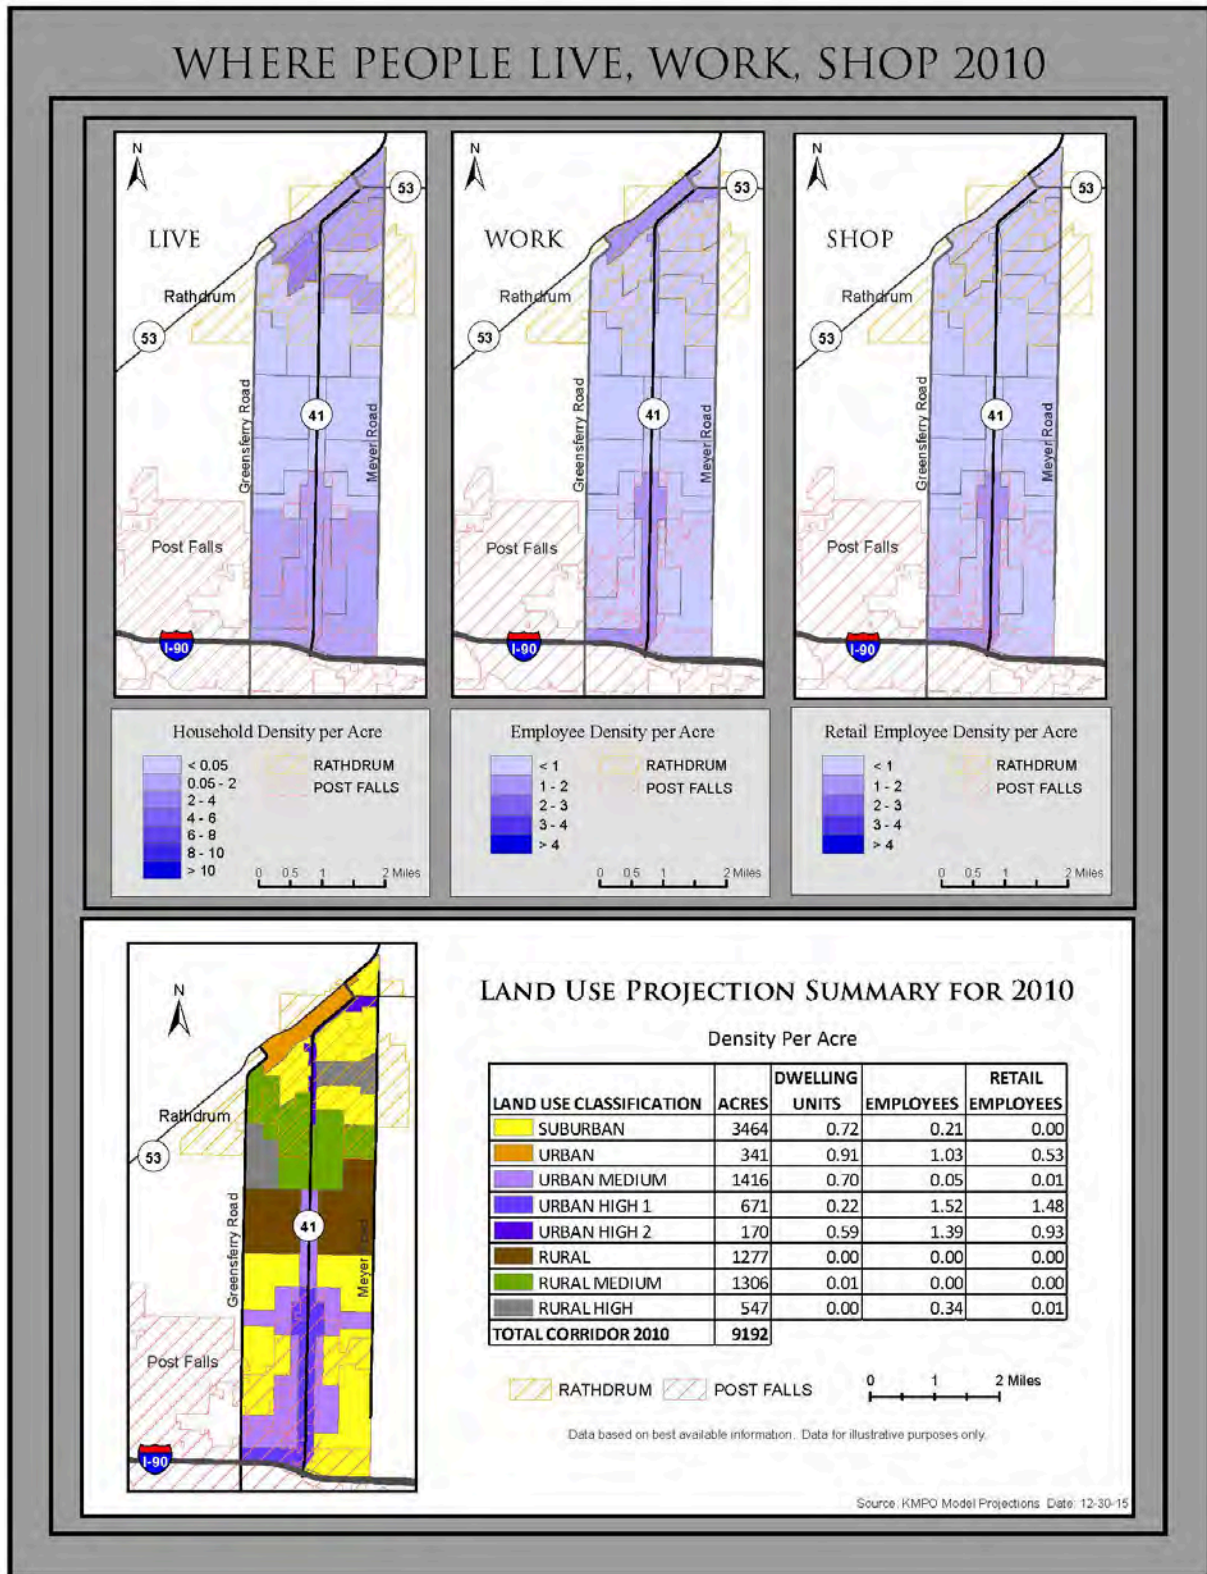 WHERE PEOPLE LIVE, WORK, SHOP 2010
N
53
LIVE
Rathdrum
53
Greensferry Road
41
Meyer Road
Post Falls
I-90
N
53
WORK
Rathdrum
53
Greensferry Road
41
Meyer Road
Post Falls
I-90
N
53
SHOP
Rathdrum
53
Greensferry Road
41
Meyer Road
Post Falls
I-90
Household Density per Acre
< 0.05 RATHDRUM
0.05 - 2 POST FALLS
2 - 4
4 - 6
6 - 8
8 - 10
> 10
0 0.5 1 2 Miles
Employee Density per Acre
< 1 RATHDRUM
1 - 2 POST FALLS
2 - 3
3 - 4
> 4
0 0.5 1 2 Miles
Retail Employee Density per Acre
< 1 RATHDRUM
1 - 2 POST FALLS
2 - 3
3 - 4
> 4
0 0.5 1 2 Miles
N
Rathdrum
53
Greensferry Road
41
Post Falls
I-90
LAND USE PROJECTION SUMMARY FOR 2010
Density Per Acre
LAND USE CLASSIFICATION ACRES DWELLING UNITS EMPLOYEES RETAIL EMPLOYEES
SUBURBAN 3464 0.72 0.21 0.00
URBAN 341 0.91 1.03 0.53
URBAN MEDIUM 1416 0.70 0.05 0.01
URBAN HIGH 1 671 0.22 1.52 1.48
URBAN HIGH 2 170 0.59 1.39 0.93
RURAL 1277 0.00 0.00 0.00
RURAL MEDIUM 1306 0.01 0.00 0.00
RURAL HIGH 547 0.00 0.34 0.01
TOTAL CORRIDOR 2010 9192
RATHDRUM POST FALLS
0 1 2 Miles
Data based on best available information. Data for illustrative purposes only.
Source: KMPO Model Projections Date: 12-30-15